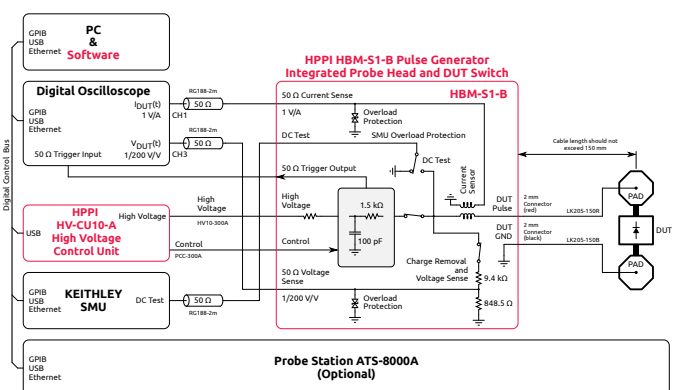 GPIB
USB
Ethernet
PC
&
Software
HPPI HBM-S1-B Pulse Generator
Integrated Probe Head and DUT Switch
Digital Control Bus
Digital Oscilloscope
GPIB
USB
Ethernet
IDUT(t)
1 V/A
CH1
RG188-2m
50 Ω
VDUT(t)
1/200 V/V
CH3
RG188-2m
50 Ω
50 Ω Trigger Input
HBM-S1-B
50 Ω Current Sense
1 V/A
Overload
Protection
DC Test
SMU Overload Protection
DC Test
Current
Sensor
50 Ω Trigger Output
Cable length should not
exceed 150 mm
HPPI
HV-CU10-A
High Voltage
Control Unit
USB
High Voltage
High
Voltage
HV10-300A
Control
PCC-300A
High
Voltage
Control
1.5 kΩ
100 pF
DUT
Pulse
2 mm
Connector
(red)
LK205-150R
DUT
GND
2 mm
Connector
(black)
LK205-150B
PAD
DUT
PAD
Charge Removal
and
Voltage Sense
9.4 kΩ
848.5 Ω
50 Ω Voltage
Sense
1/200 V/V
Overload
Protection
GPIB
USB
Ethernet
KEITHLEY
SMU
DC Test
50 Ω
RG188-2m
GPIB
USB
Ethernet
Probe Station ATS-8000A
(Optional)